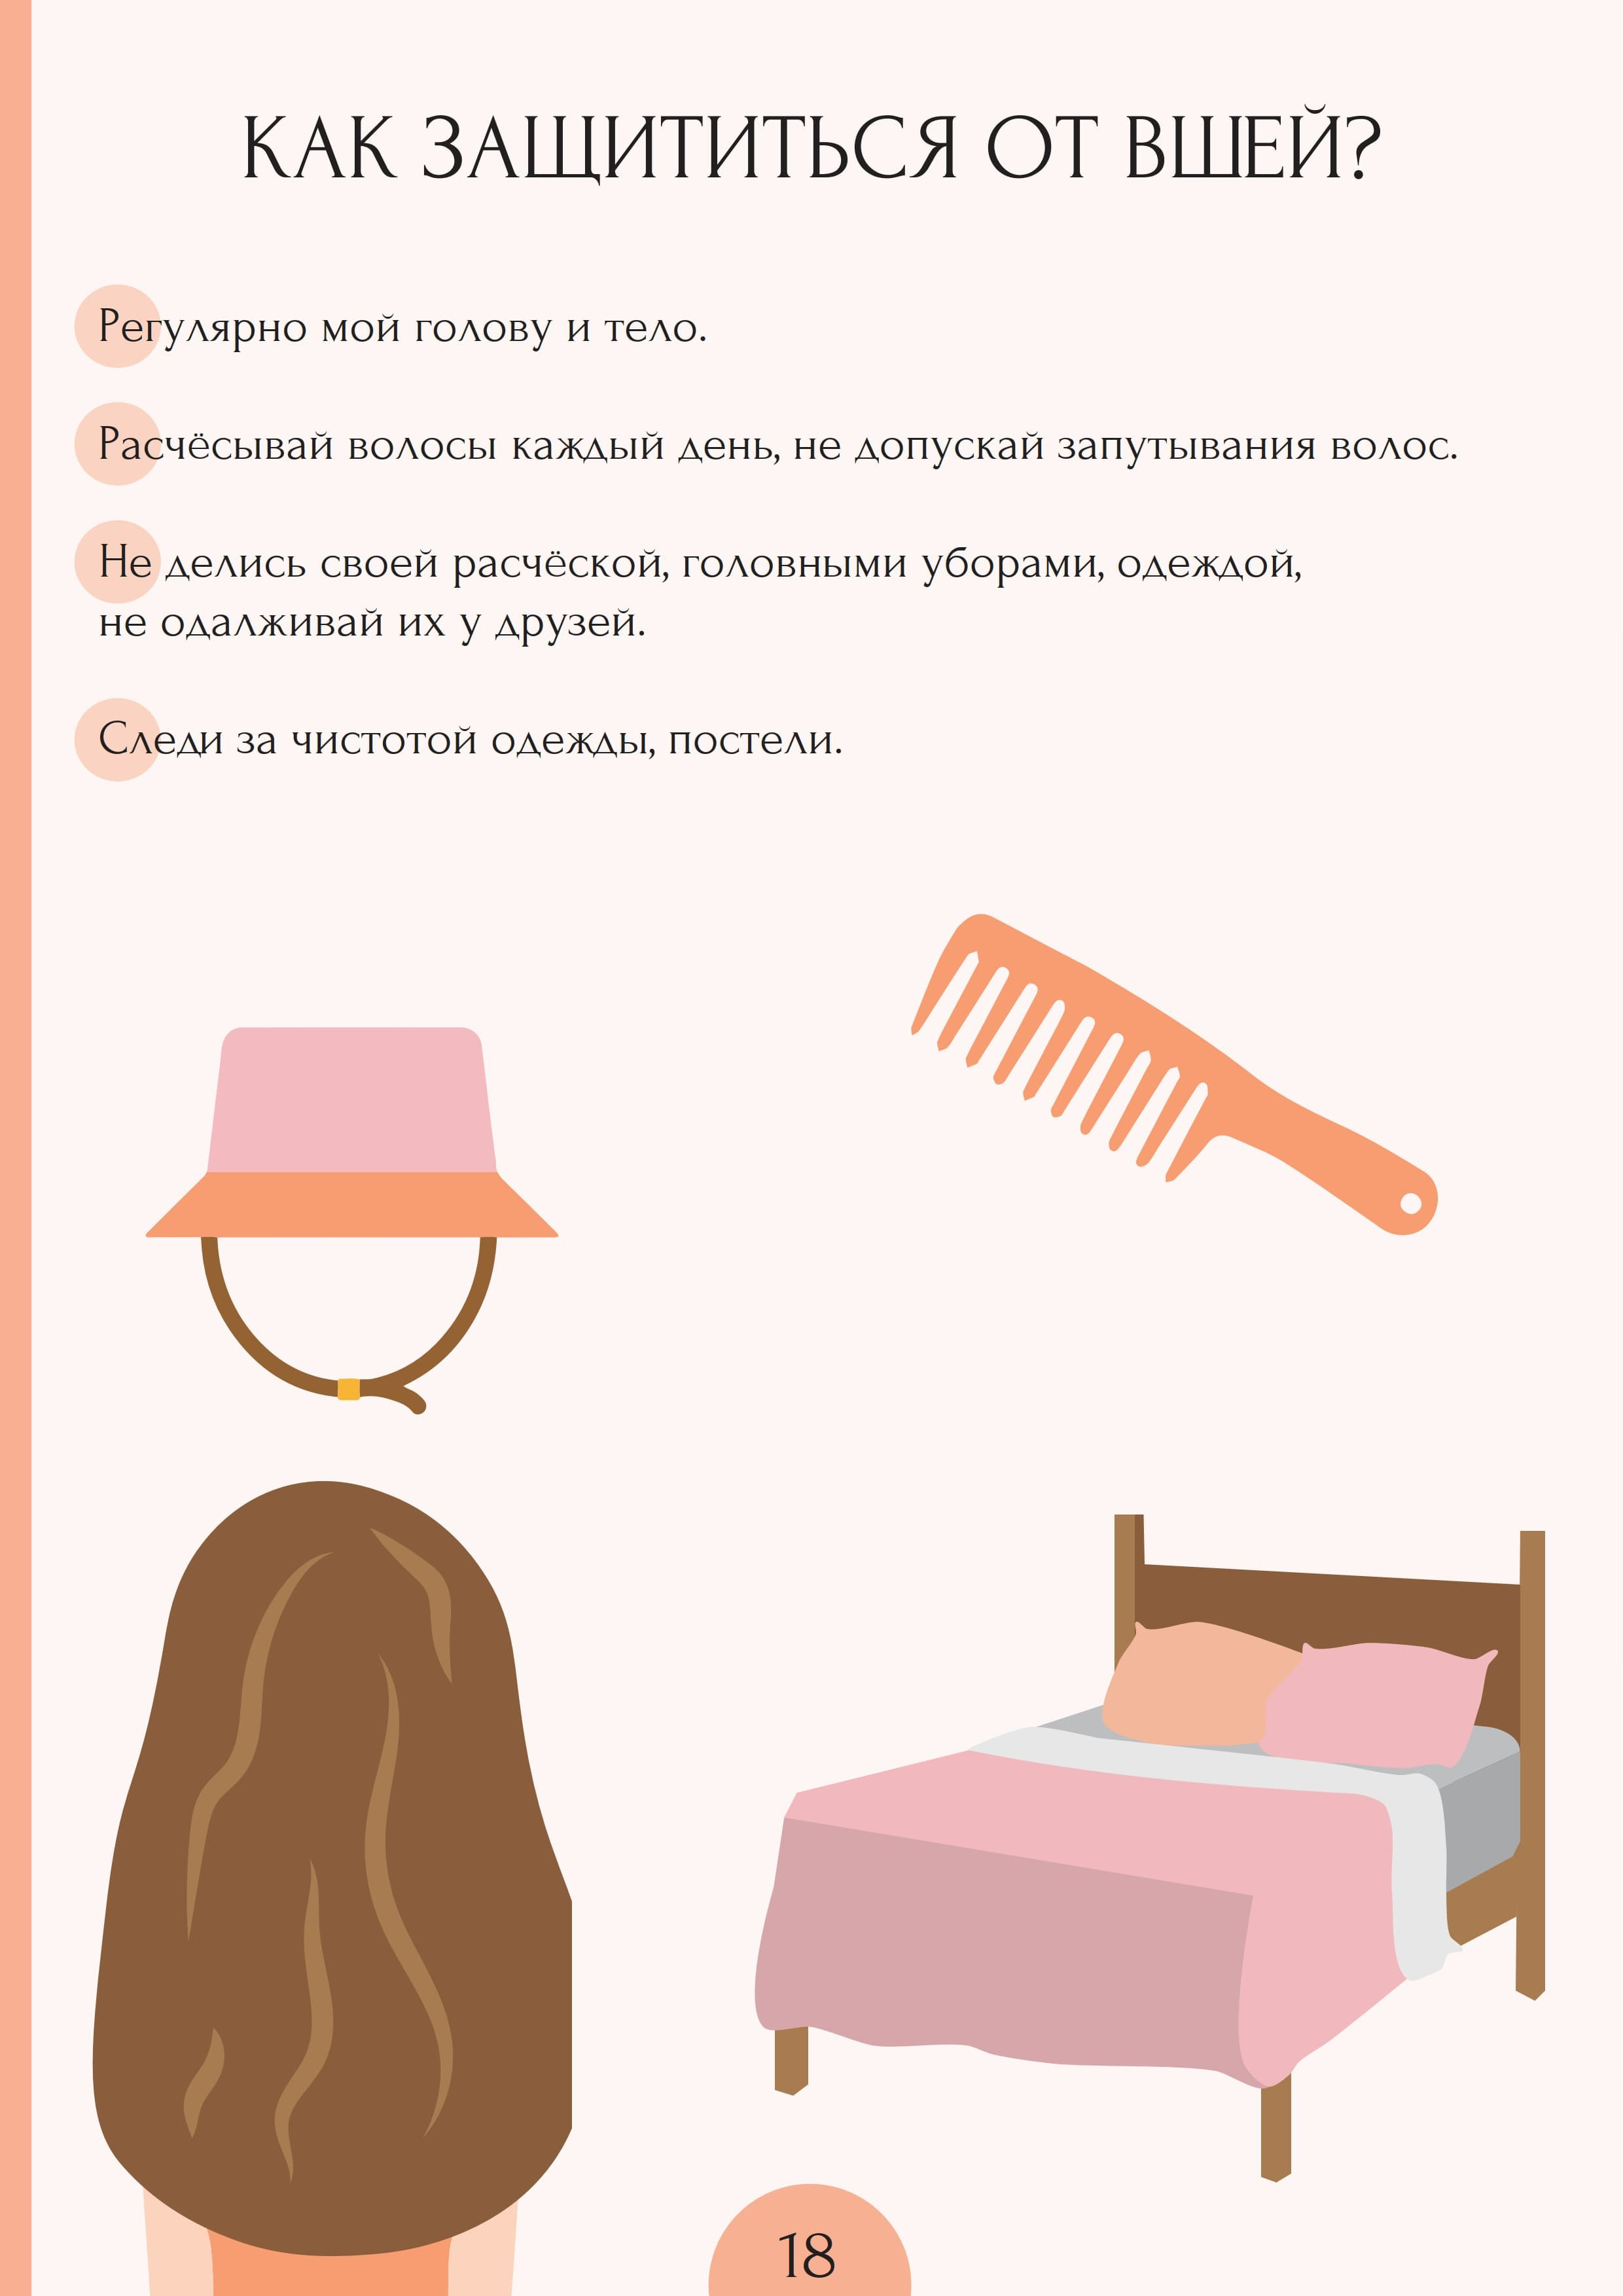 КАК ЗАЩИТИТЬСЯ ОТ ВШЕЙ?
Регулярно мой голову и тело.
Расчёсывай волосы каждый день, не допускай запутывания волос.
Не делись своей расчёской, головными уборами, одеждой,
не одалживай их у друзей.
Следи за чистотой одежды, постели.
18